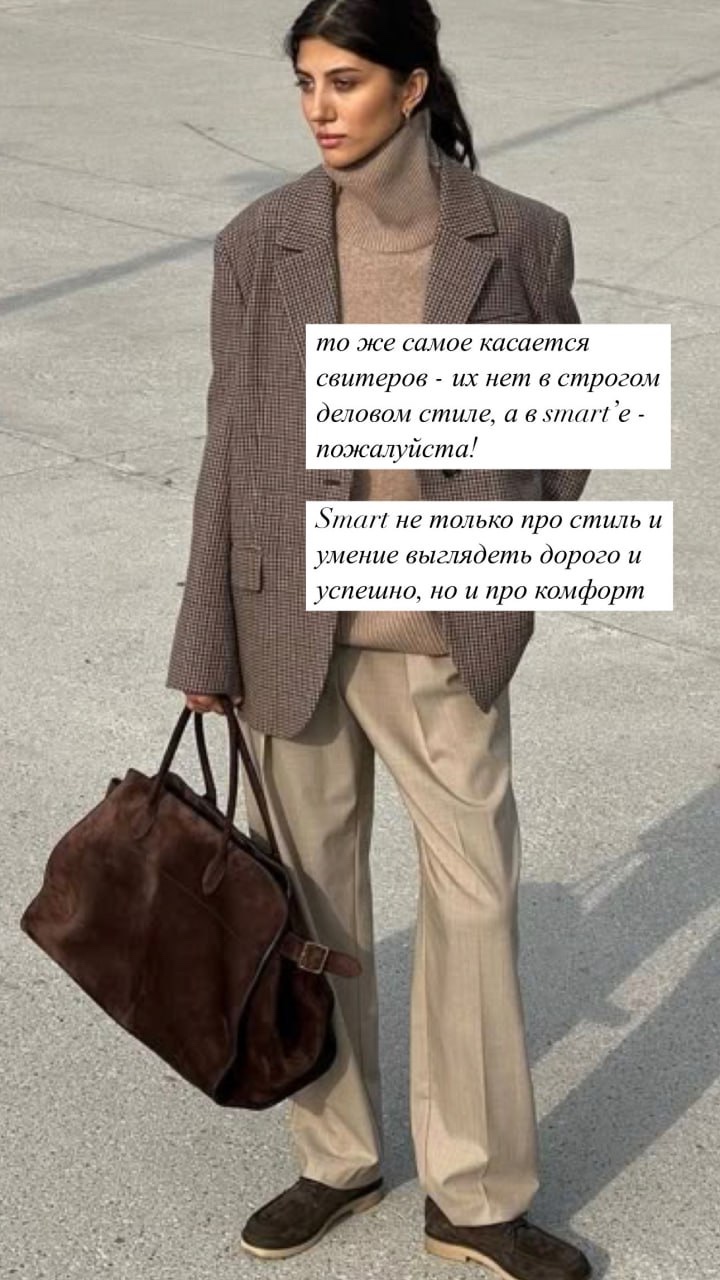 то же самое касается
свитеров - их нет в строгом
деловом стиле, а в smart’е -
пожалуйста!
Smart не только про стиль и
умение выглядеть дорого и
успешно, но и про комфорт